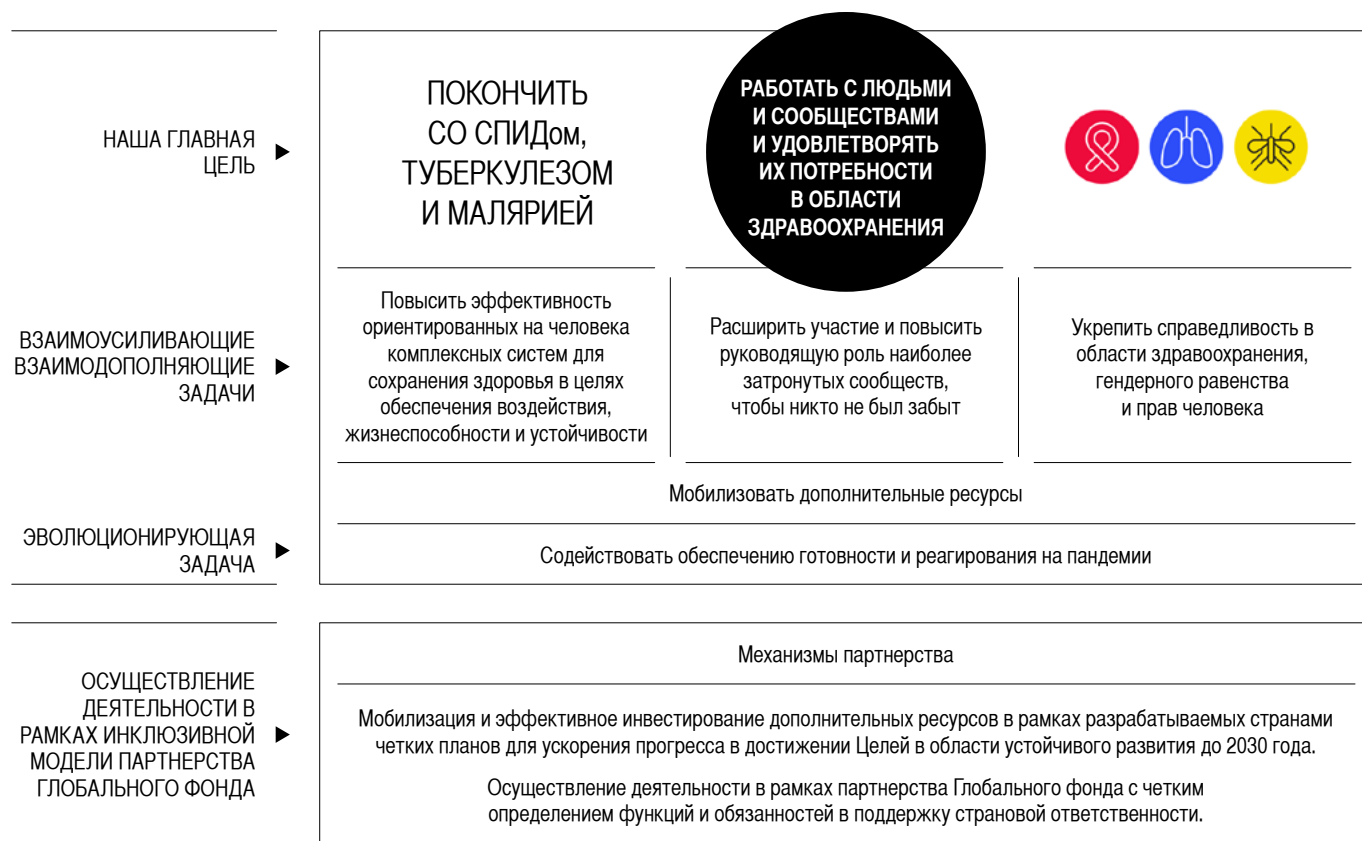 НАША ГЛАВНАЯ
ЦЕЛЬ
ПОКОНЧИТЬ
СО СПИДом,
ТУБЕРКУЛЕЗОМ
И МАЛЯРИЕЙ
РАБОТАТЬ С ЛЮДЬМИ
И СООБЩЕСТВАМИ
И УДОВЛЕТВОРЯТЬ
ИХ ПОТРЕБНОСТИ
В ОБЛАСТИ
ЗДРАВООХРАНЕНИЯ
ВЗАИМОУСИЛИВАЮЩИЕ
ВЗАИМОДОПОЛНЯЮЩИЕ
ЗАДАЧИ
Повысить эффективность
ориентированных на человека
комплексных систем для
сохранения здоровья в целях
обеспечения воздействия,
жизнеспособности и устойчивости
Расширить участие и повысить
руководящую роль наиболее
затронутых сообществ,
чтобы никто не был забыт
Укрепить справедливость в
области здравоохранения,
гендерного равенства
и прав человека
Мобилизовать дополнительные ресурсы
ЭВОЛЮЦИОНИРУЮЩАЯ
ЗАДАЧА
Содействовать обеспечению готовности и реагирования на пандемии
ОСУЩЕСТВЛЕНИЕ
ДЕЯТЕЛЬНОСТИ В
РАМКАХ ИНКЛЮЗИВНОЙ
МОДЕЛИ ПАРТНЕРСТВА
ГЛОБАЛЬНОГО ФОНДА
Механизмы партнерства
Мобилизация и эффективное инвестирование дополнительных ресурсов в рамках разрабатываемых странами
четких планов для ускорения прогресса в достижении Целей в области устойчивого развития до 2030 года.
Осуществление деятельности в рамках партнерства Глобального фонда с четким
определением функций и обязанностей в поддержку страновой ответственности.